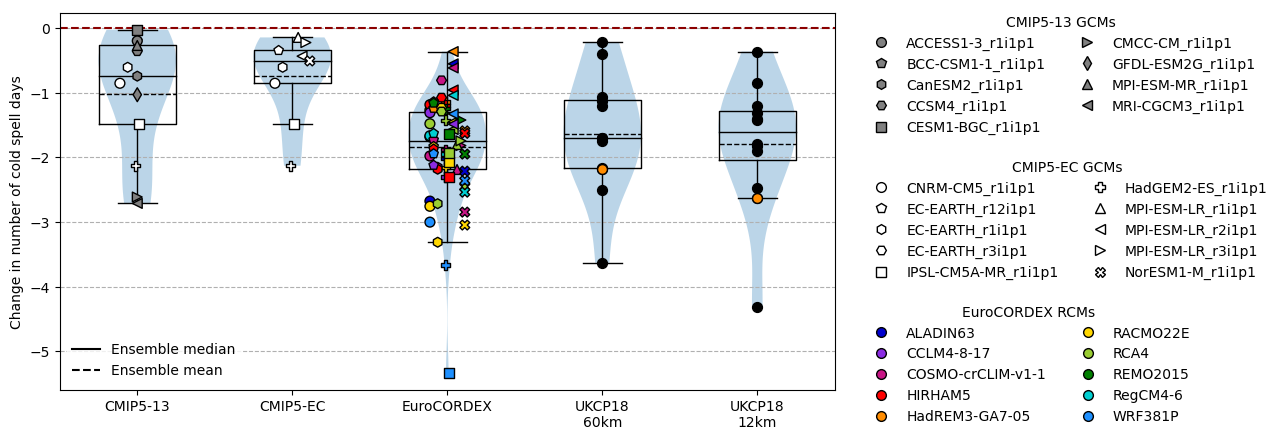 Change in number of cold spell days
0
−1
−2
−3
−4
−5
Ensemble median
Ensemble mean
CMIP5-13
CMIP5-EC
EuroCORDEX
UKCP18
60km
UKCP18
12km
CMIP5-13 GCMs
ACCESS1-3_r1i1p1
BCC-CSM1-1_r1i1p1
CanESM2_r1i1p1
CCSM4_r1i1p1
CESM1-BGC_r1i1p1
CMCC-CM_r1i1p1
GFDL-ESM2G_r1i1p1
MPI-ESM-MR_r1i1p1
MRI-CGCM3_r1i1p1
CMIP5-EC GCMs
CNRM-CM5_r1i1p1
EC-EARTH_r12i1p1
EC-EARTH_r1i1p1
EC-EARTH_r3i1p1
IPSL-CM5A-MR_r1i1p1
HadGEM2-ES_r1i1p1
MPI-ESM-LR_r1i1p1
MPI-ESM-LR_r2i1p1
MPI-ESM-LR_r3i1p1
NorESM1-M_r1i1p1
EuroCORDEX RCMs
ALADIN63
CCLM4-8-17
COSMO-crCLIM-v1-1
HIRHAM5
HadREM3-GA7-05
RACMO22E
RCA4
REMO2015
RegCM4-6
WRF381P